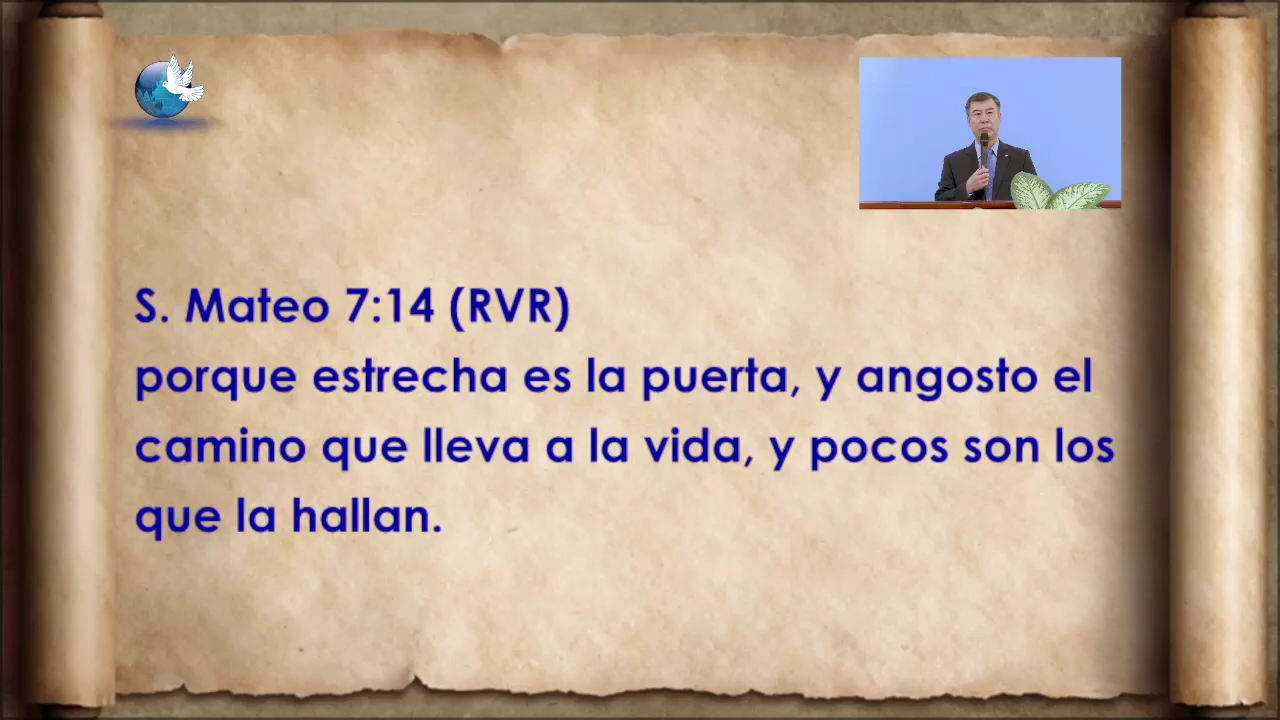 S. Mateo 7:14 (RVR)
porque estrecha es la puerta, y angosto el
camino que lleva a la vida, y pocos son los
que la hallan.